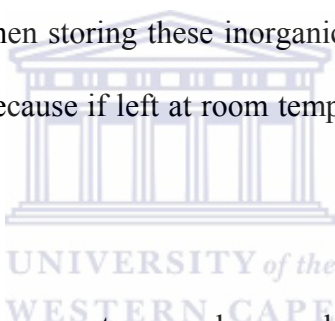 hen storing these inorganic
ecause if left at room temp
UNIVERSITY of the
WESTERN CAPE